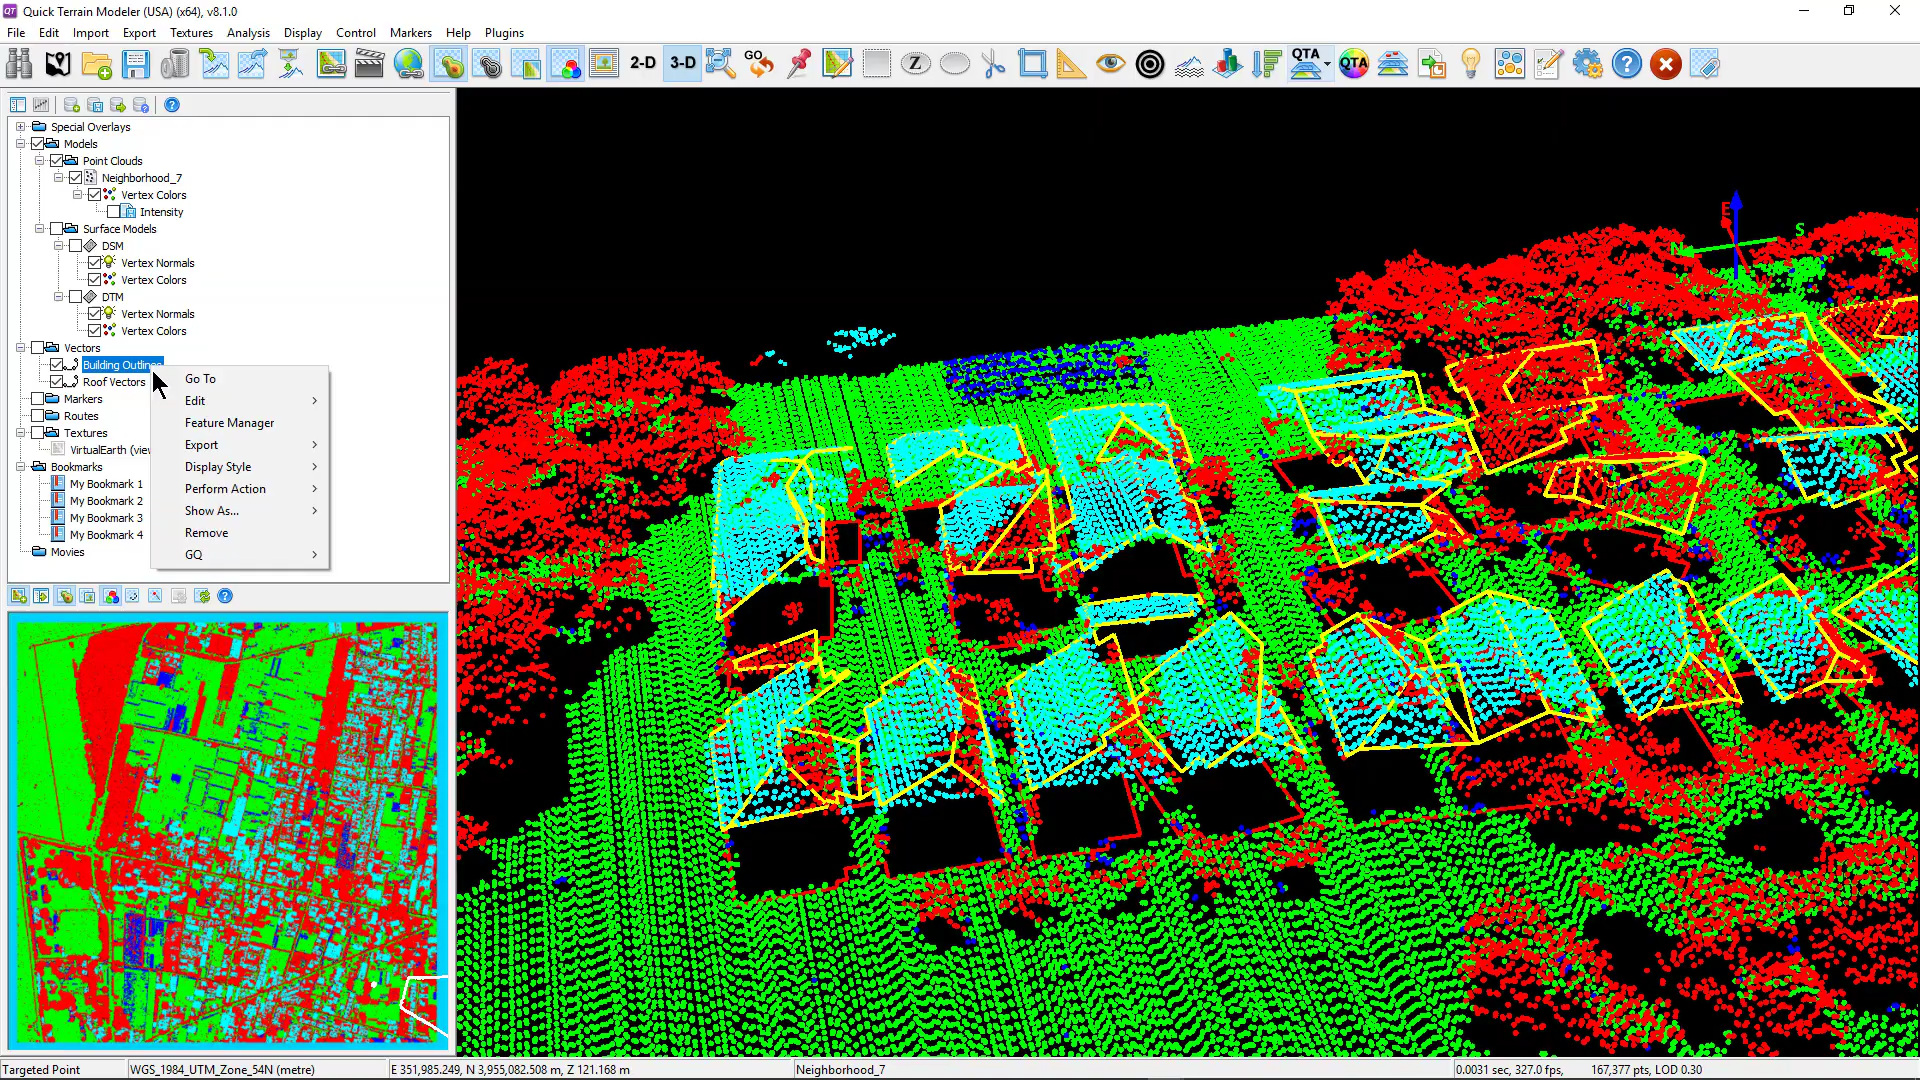 Quick Terrain Modeler (USA) (x64), v8.1.0
File Edit Import Export Textures Analysis Display Control Markers Help Plugins
2-D 3-D GO Z QTA QTA
Special Overlays
Models
Point Clouds
Neighborhood_7
Vertex Colors
Intensity
Surface Models
DSM
Vertex Normals
Vertex Colors
DTM
Vertex Normals
Vertex Colors
Vectors
Building Outline
Roof Vectors
Markers
Routes
Textures
VirtualEarth (view
Bookmarks
My Bookmark 1
My Bookmark 2
My Bookmark 3
My Bookmark 4
Movies
Go To
Edit
Feature Manager
Export
Display Style
Perform Action
Show As...
Remove
GQ
E
S
N
Targeted Point WGS_1984_UTM_Zone_54N (metre) E 351,985.249, N 3,955,082.508 m, Z 121.168 m Neighborhood_7 0.0031 sec, 327.0 fps, 167,377 pts, LOD 0.30